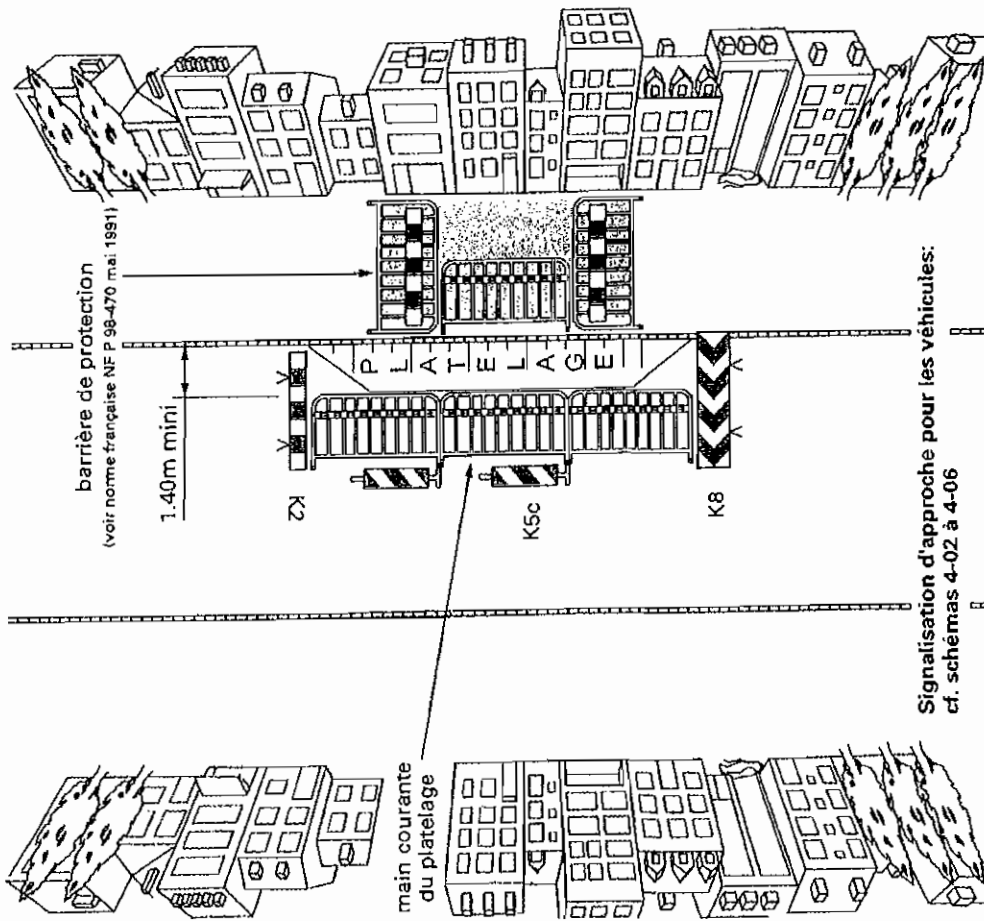 barrière de protection
(voir norme française NF P 98-470 mai 1991)
1.40m mini
K2
PLATELAGE
K5c
K8
main courante
du platelage
Signalisation d'approche pour les véhicules:
cf. schémas 4-02 à 4-06